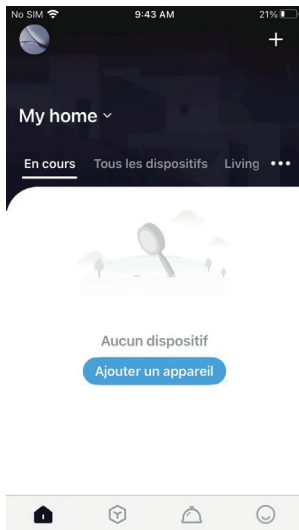 No SIM 9:43 AM 21%
My home
En cours Tous les dispositifs Living
Aucun dispositif
Ajouter un appareil